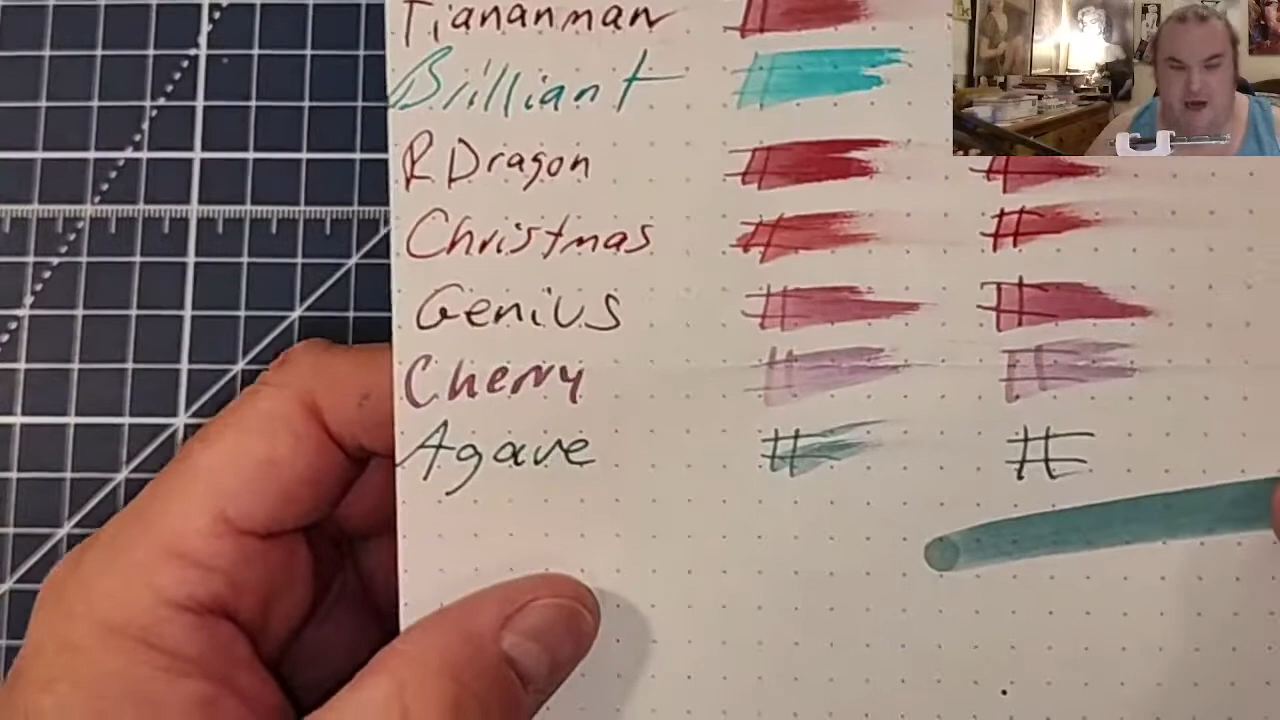 Tiananman
Brilliant #
R Dragon # #
Christmas # #
Genius # #
Cherry # #
Agave # #